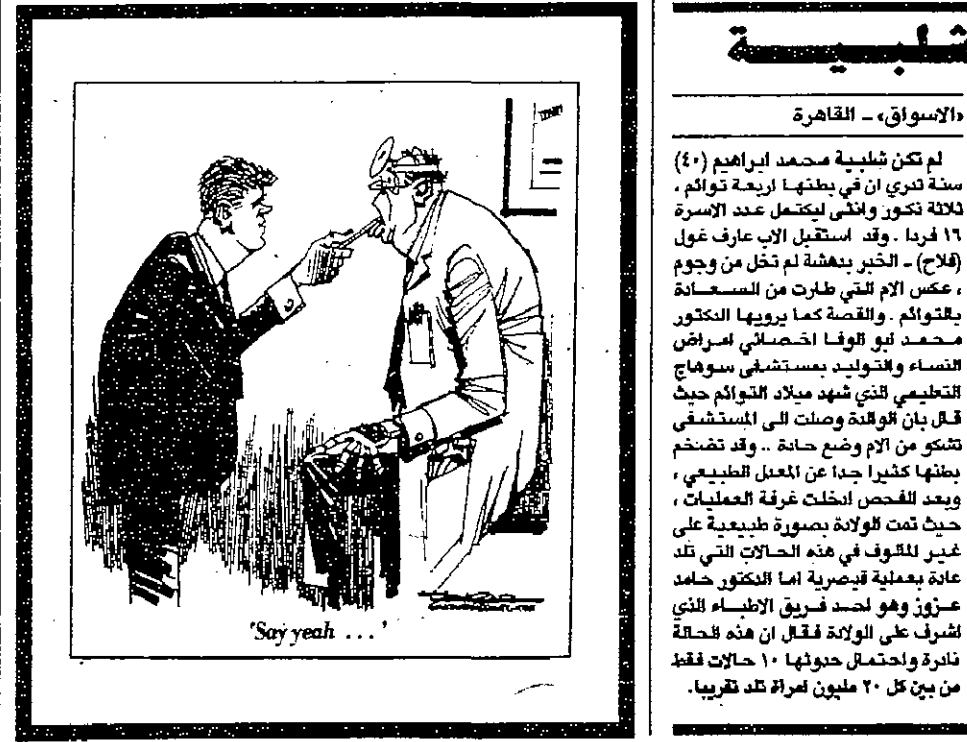 شلبية
«الاسواق» ــ القاهرة
لم تكن شلبية محمد ابراهيم (٤٠)
سنة تدري ان في بطنها اربعة توائم ،
ثلاثة ذكور وانثى ليكتمل عدد الاسرة
١٦ فردا . وقد استقبل الاب عارف غول
(فلاح) ــ الخبر بدهشة لم تخل من وجوم
، عكس الام التي طارت من السعادة
بالتوائم . والقصة كما يرويها الدكتور
محمد ابو الوفا اخصائي امراض
النساء والتوليد بمستشفى سوهاج
التعليمي الذي شهد ميلاد التوائم حيث
قال بان الوالدة وصلت الى المستشفى
تشكو من الام وضع حادة .. وقد تضخم
بطنها كثيرا جدا عن المعدل الطبيعي ،
وبعد الفحص ادخلت غرفة العمليات ،
حيث تمت الولادة بصورة طبيعية على
غير المالوف في هذه الحالات التي تلد
عادة بعملية قيصرية اما الدكتور حامد
عزوز وهو احد فريق الاطباء الذي
اشرف على الولادة فقال ان هذه الحالة
نادرة واحتمال حدوثها ١٠ حالات فقط
من بين كل ٢٠ مليون امراة تلد تقريبا.
'Say yeah . . . '